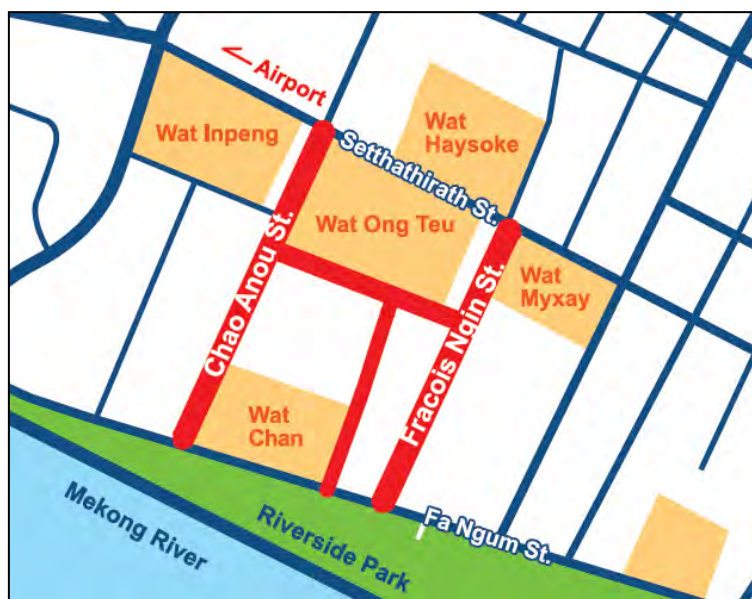 Airport
Wat Inpeng
Wat
Haysoke
Setthathirath St.
Wat Ong Teu
Wat
Myxay
Chao Anou St.
Fracois Nqin St.
Wat
Chan
Fa Ngum St.
Riverside Park
Mekong River